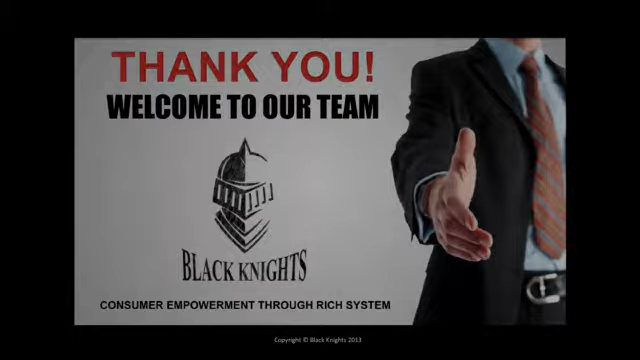 THANK YOU!
WELCOME TO OUR TEAM
BLACK KNIGHTS
CONSUMER EMPOWERMENT THROUGH RICH SYSTEM
Copyright © Black Knights 2013